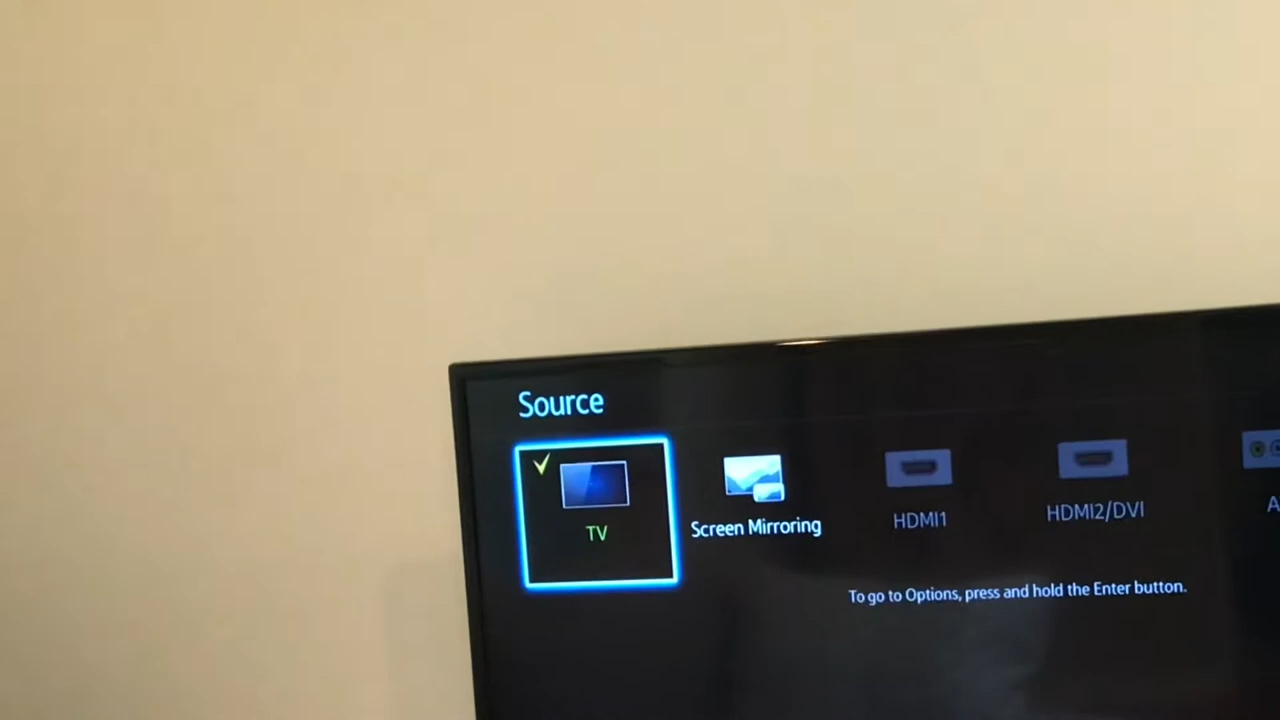 Source
TV
Screen Mirroring
HDMI1
HDMI2/DVI
To go to Options, press and hold the Enter button.